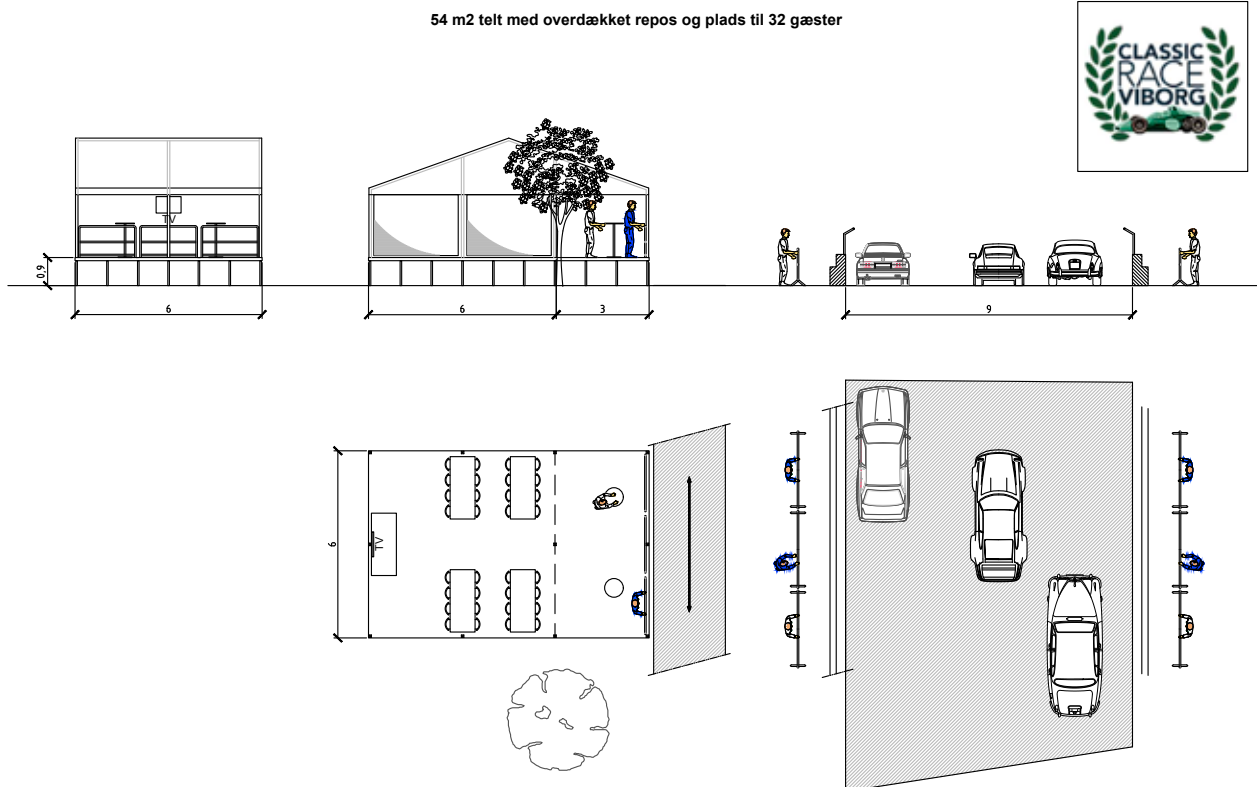 54 m2 telt med overdækket repos og plads til 32 gæster
CLASSIC
RACE
VIBORG
TV
0,9
6
6
3
9
6
TV